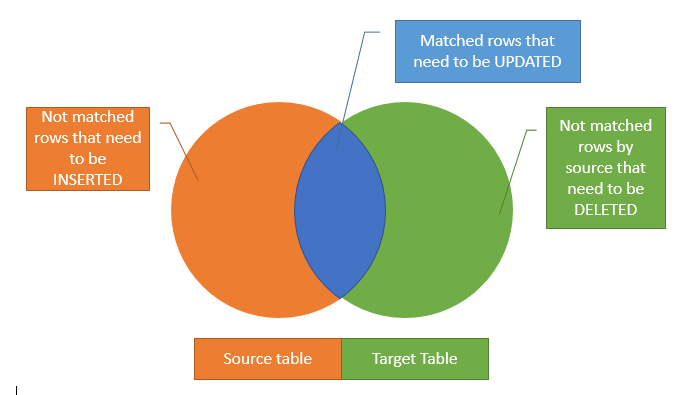 Matched rows that
need to be UPDATED
Not matched
rows that need
to be
INSERTED
Not matched
rows by
source that
need to be
DELETED
Source table
Target Table